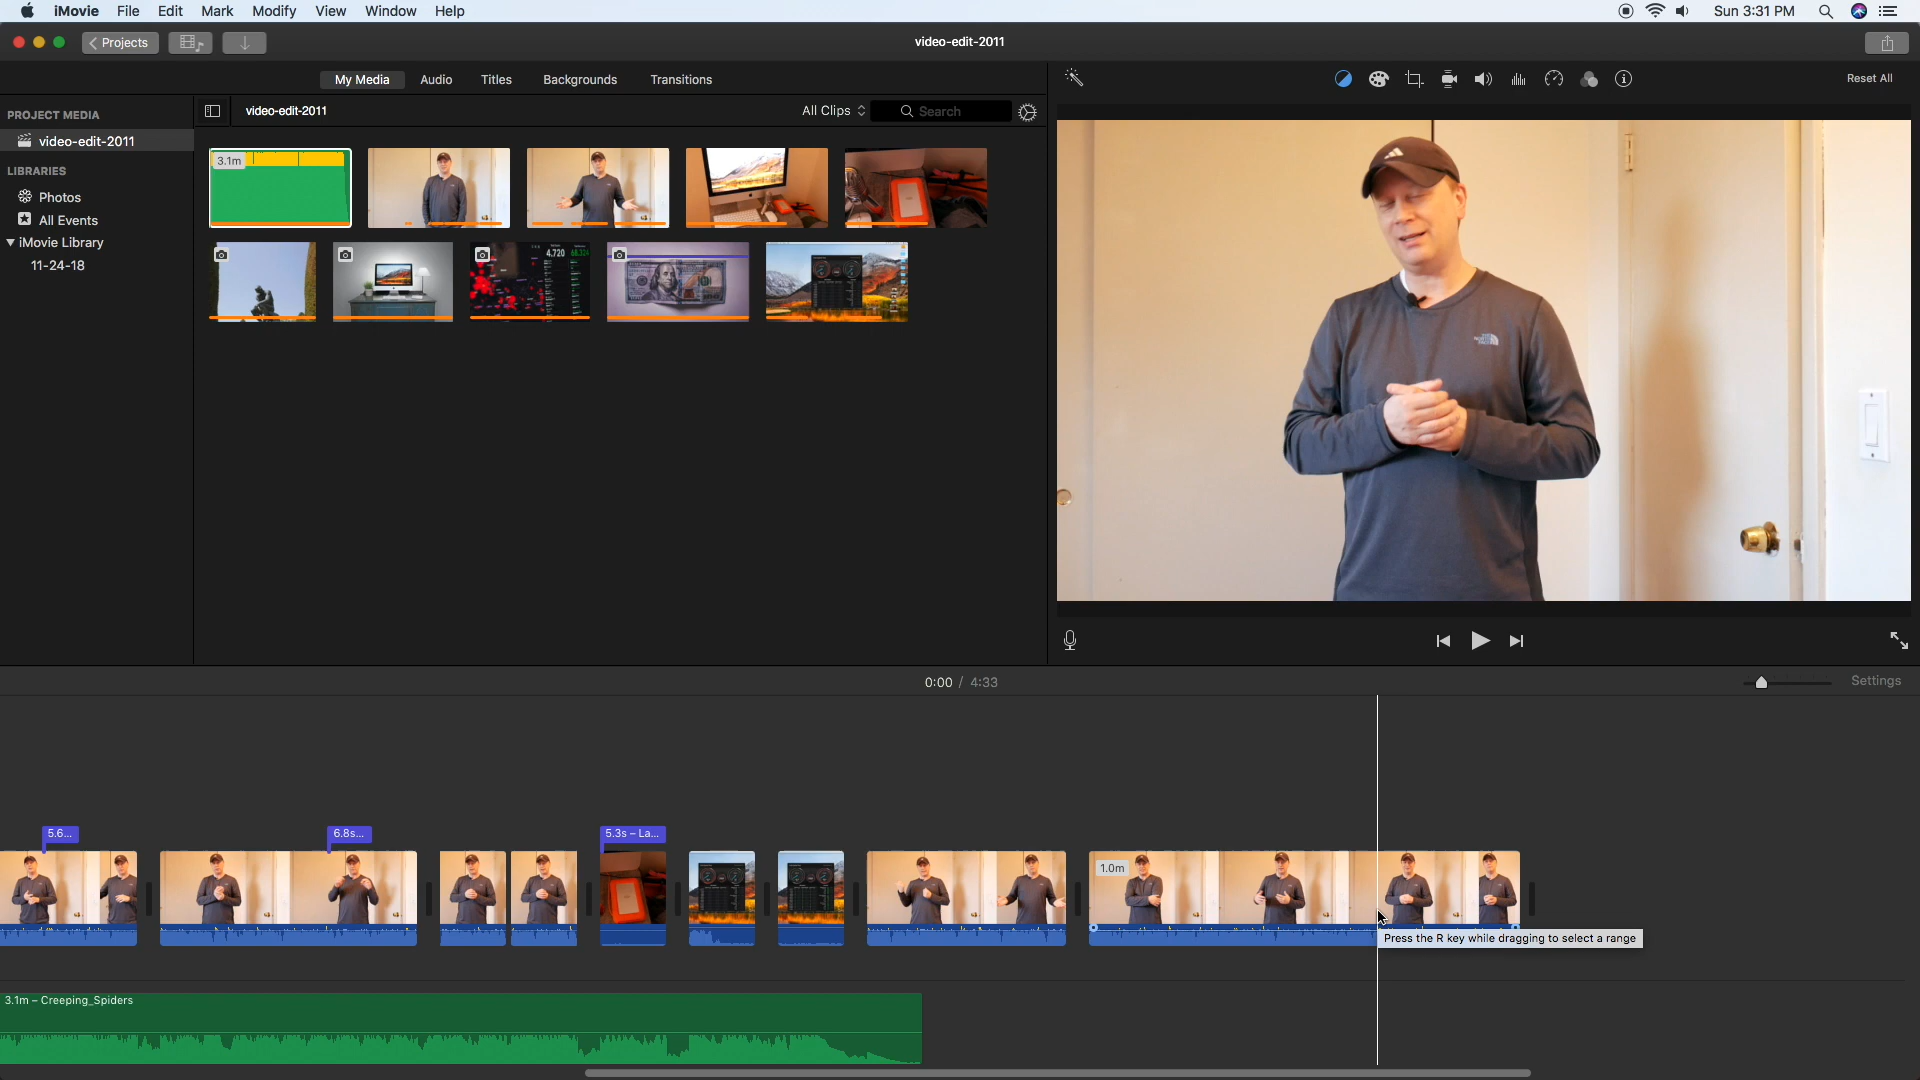 iMovie File Edit Mark Modify View Window Help
Sun 3:31 PM
Projects
video-edit-2011
My Media Audio Titles Backgrounds Transitions
Reset All
PROJECT MEDIA
video-edit-2011
LIBRARIES
Photos
All Events
iMovie Library
11-24-18
video-edit-2011
All Clips
Search
3.1m
4,720
THE NORTH FACE
0:00 / 4:33
Settings
5.6...
6.8s...
5.3s – La...
1.0m
Press the R key while dragging to select a range
3.1m – Creeping_Spiders